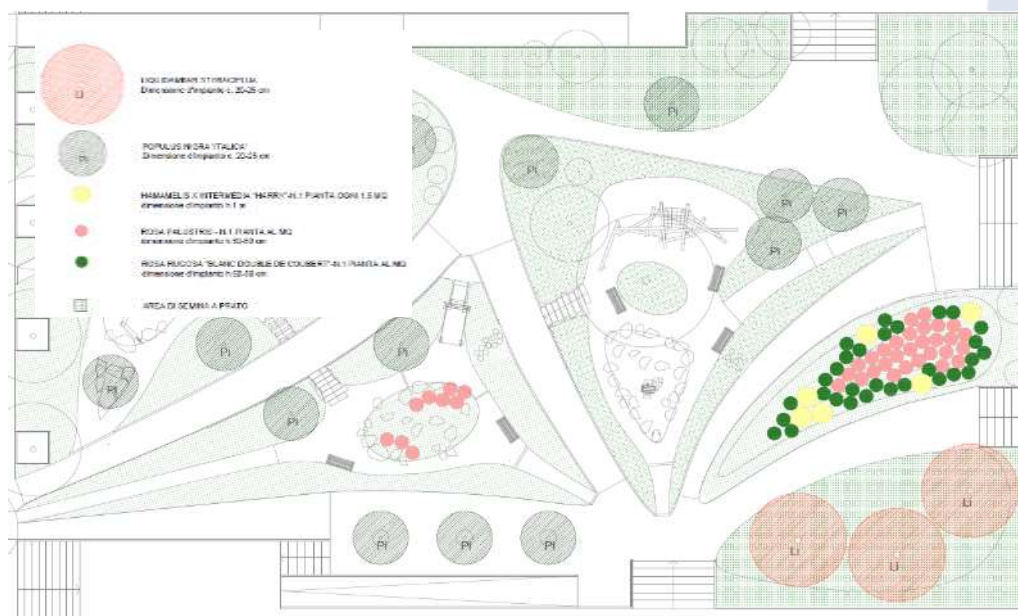 LIQUIDAMBAR STYRACIFLUA
Dimensione d'impianto c. 20-25 cm
Li
POPULUS NIGRA 'ITALICA'
Dimensione d'impianto c. 20-25 cm
Pi
HAMAMELIS X INTERMEDIA "HARRY"-N.1 PIANTA OGNI 1,5 MQ
dimensione d'impianto h 1 m
ROSA PALUSTRIS - N.1 PIANTA AL MQ
dimensione d'impianto h 60-80 cm
ROSA RUGOSA "BLANC DOUBLE DE COUBERT"-N.1 PIANTA AL MQ
dimensione d'impianto h 60-80 cm
AREA DI SEMINA A PRATO
Pi
Pi
Pi
Pi
Pi
Pi
Pi
Pi
Pi
Pi
Pi
Pi
Pi
Li
Li
Li